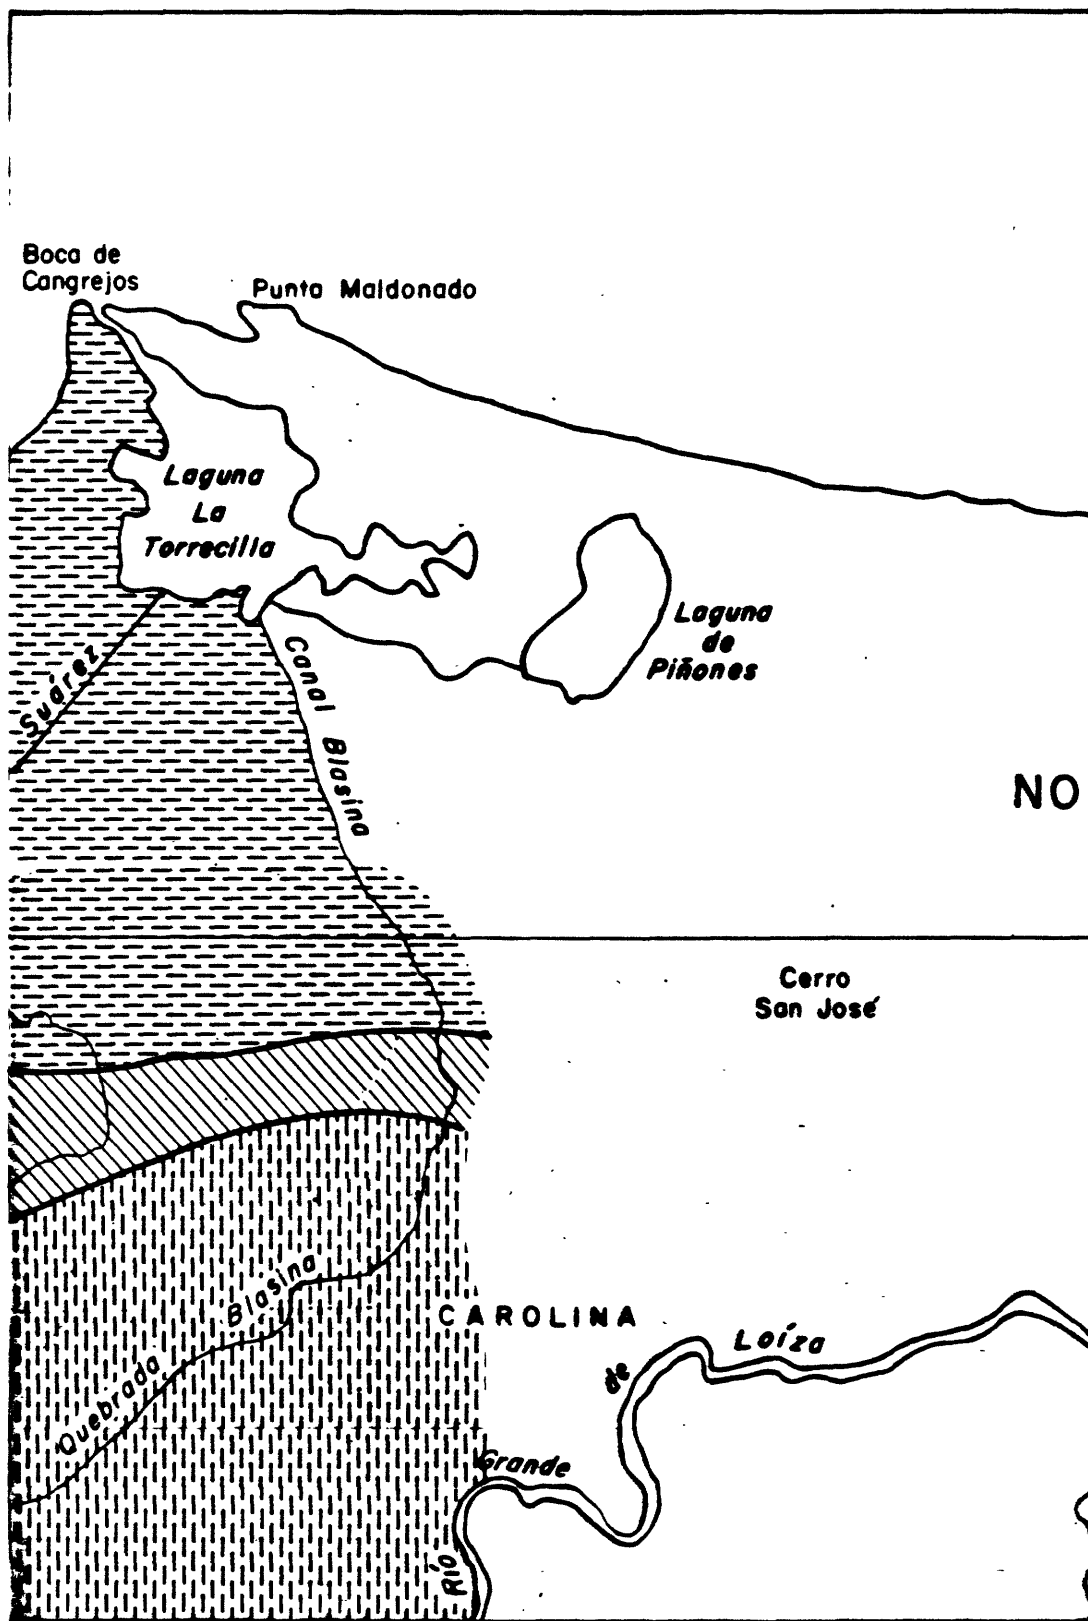 Boca de
Cangrejos
Punta Maldonado
Laguna
La
Torrecilla
Laguna
de
Piñones
Suárez
Canal Blasina
NO
Cerro
San José
Quebrada Blasina
CAROLINA
Río Grande de Loíza